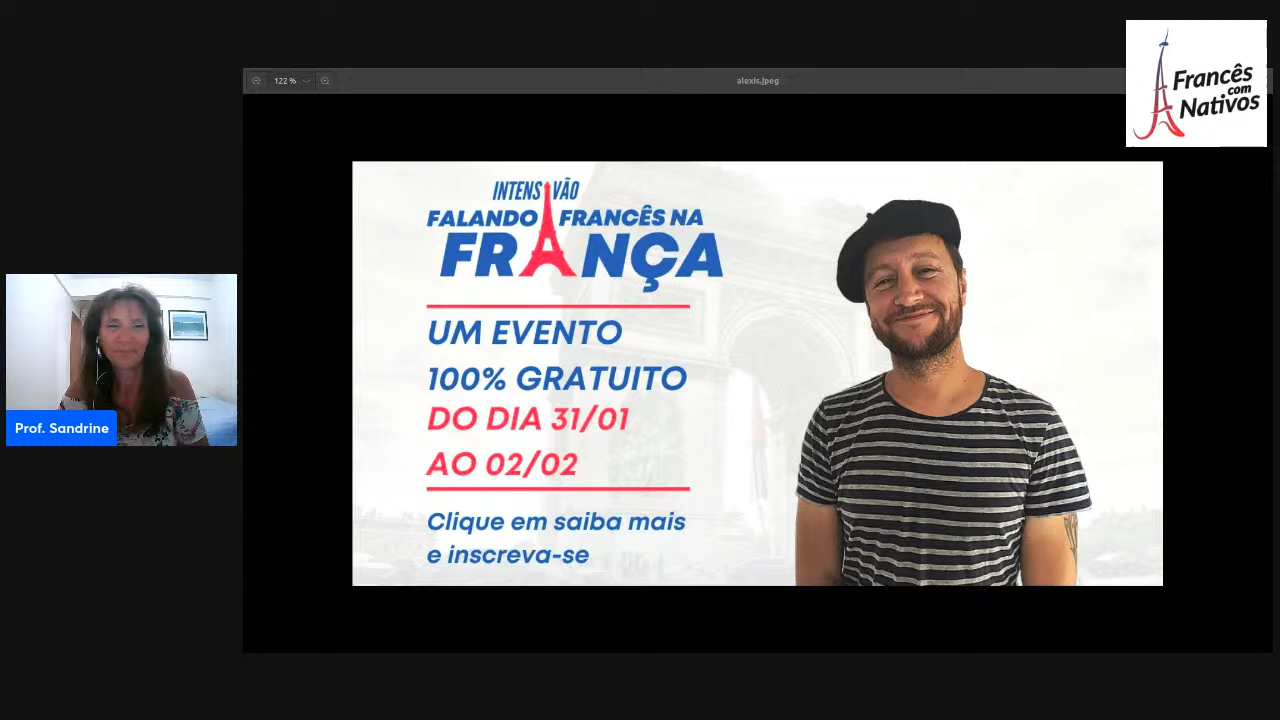 122 %
alexis.jpeg
Francês
com
Nativos
INTENSIVÃO
FALANDO FRANCÊS NA
FRANÇA
UM EVENTO
100% GRATUITO
DO DIA 31/01
AO 02/02
Clique em saiba mais
e inscreva-se
Prof. Sandrine